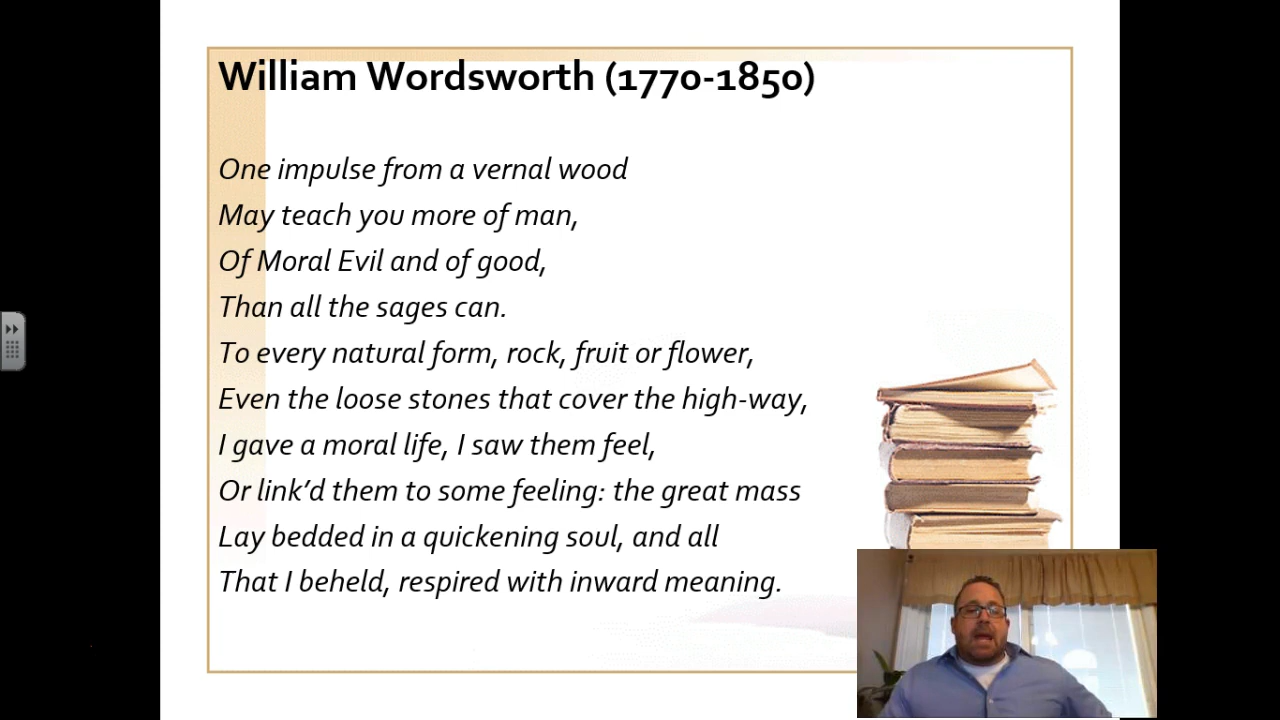 William Wordsworth (1770-1850)
One impulse from a vernal wood
May teach you more of man,
Of Moral Evil and of good,
Than all the sages can.
To every natural form, rock, fruit or flower,
Even the loose stones that cover the high-way,
I gave a moral life, I saw them feel,
Or link’d them to some feeling: the great mass
Lay bedded in a quickening soul, and all
That I beheld, respired with inward meaning.